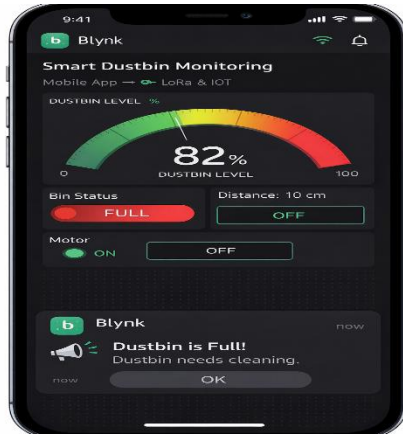 9:41
.b Blynk
Smart Dustbin Monitoring
Mobile App → LoRa & IOT
DUSTBIN LEVEL %
82%
0 DUSTBIN LEVEL 100
Bin Status
FULL
Distance: 10 cm
OFF
Motor
ON
OFF
.b Blynk now
Dustbin is Full!
Dustbin needs cleaning.
now OK